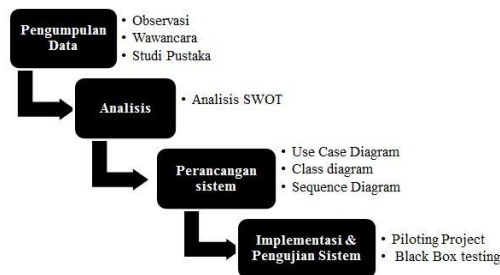 Pengumpulan
Data
• Observasi
• Wawancara
• Studi Pustaka
Analisis
• Analisis SWOT
Perancangan
sistem
• Use Case Diagram
• Class diagram
• Sequence Diagram
Implementasi &
Pengujian Sistem
• Piloting Project
• Black Box testing